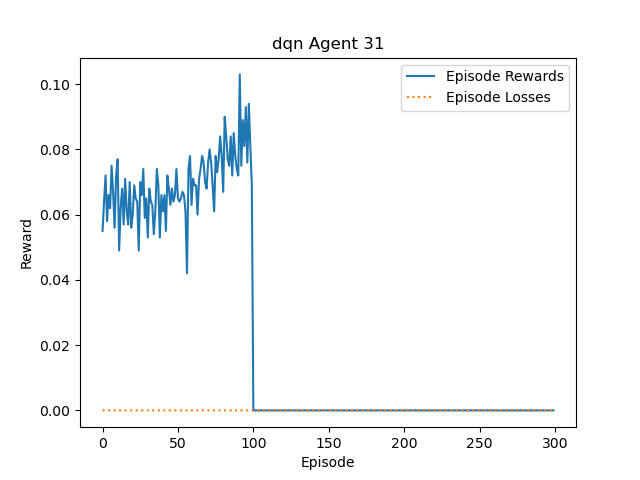 dqn Agent 31
Episode Rewards
Episode Losses
0.10
0.08
0.06
0.04
0.02
0.00
Reward
0 50 100 150 200 250 300
Episode